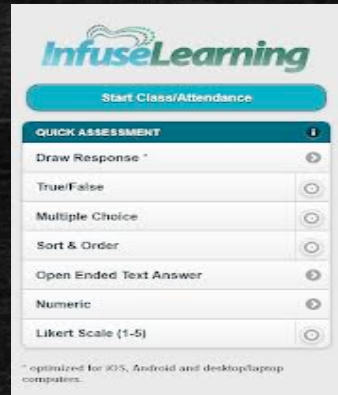 InfuseLearning
Start Class/Attendance
QUICK ASSESSMENT
Draw Response *
True/False
Multiple Choice
Sort & Order
Open Ended Text Answer
Numeric
Likert Scale (1-5)
* optimized for iOS, Android and desktop/laptop
computers.